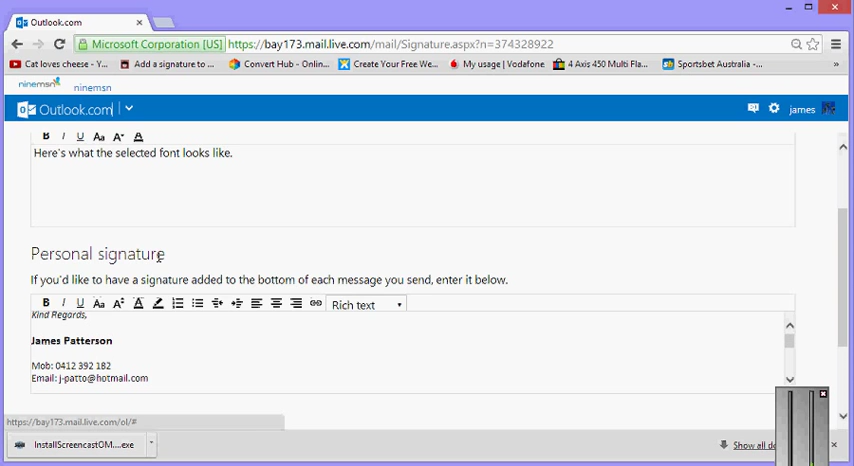 Outlook.com
Microsoft Corporation [US] https://bay173.mail.live.com/mail/Signature.aspx?n=374328922
Cat loves cheese - Y... Add a signature to ... Convert Hub - Onlin... Create Your Free We... My usage | Vodafone 4 Axis 450 Multi Fla... Sportsbet Australia -... »
ninemsn ninemsn
Outlook.com james
B I U Aa A A
Here's what the selected font looks like.
Personal signature
If you'd like to have a signature added to the bottom of each message you send, enter it below.
B I U Aa A A Rich text
Kind Regards,
James Patterson
Mob: 0412 392 182
Email: j-patto@hotmail.com
https://bay173.mail.live.com/ol/#
InstallScreencastOM....exe Show all